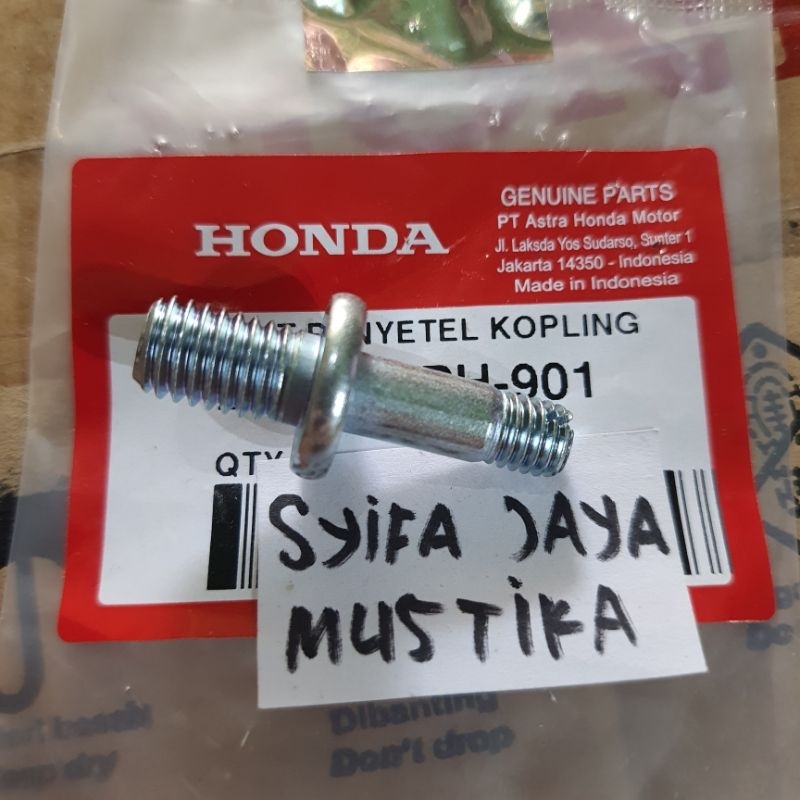 HONDA
GENUINE PARTS
PT Astra Honda Motor
Jl. Laksda Yos Sudarso, Sunter 1
Jakarta 14350 - Indonesia
Made in Indonesia
KOPLING
-901
QTY
SYIFA JAYA
MUSTIKA
Dibanting
Don't drop
dry